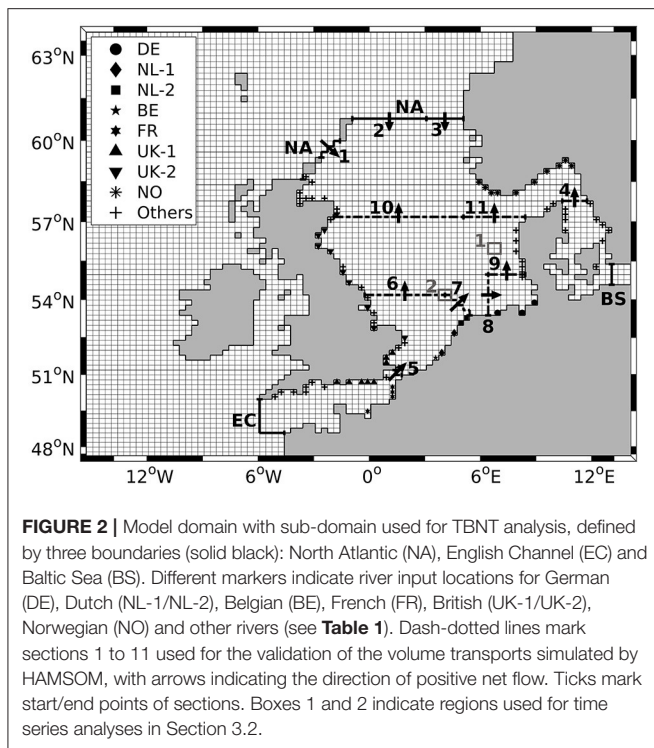 DE
NL-1
NL-2
BE
FR
UK-1
UK-2
NO
Others
63°N
60°N
57°N
54°N
51°N
48°N
12°W
6°W
0°
6°E
12°E
NA
2
3
NA
1
4
10
11
1
9
6
2
7
8
BS
5
EC
FIGURE 2 | Model domain with sub-domain used for TBNT analysis, defined
by three boundaries (solid black): North Atlantic (NA), English Channel (EC) and
Baltic Sea (BS). Different markers indicate river input locations for German
(DE), Dutch (NL-1/NL-2), Belgian (BE), French (FR), British (UK-1/UK-2),
Norwegian (NO) and other rivers (see Table 1). Dash-dotted lines mark
sections 1 to 11 used for the validation of the volume transports simulated by
HAMSOM, with arrows indicating the direction of positive net flow. Ticks mark
start/end points of sections. Boxes 1 and 2 indicate regions used for time
series analyses in Section 3.2.